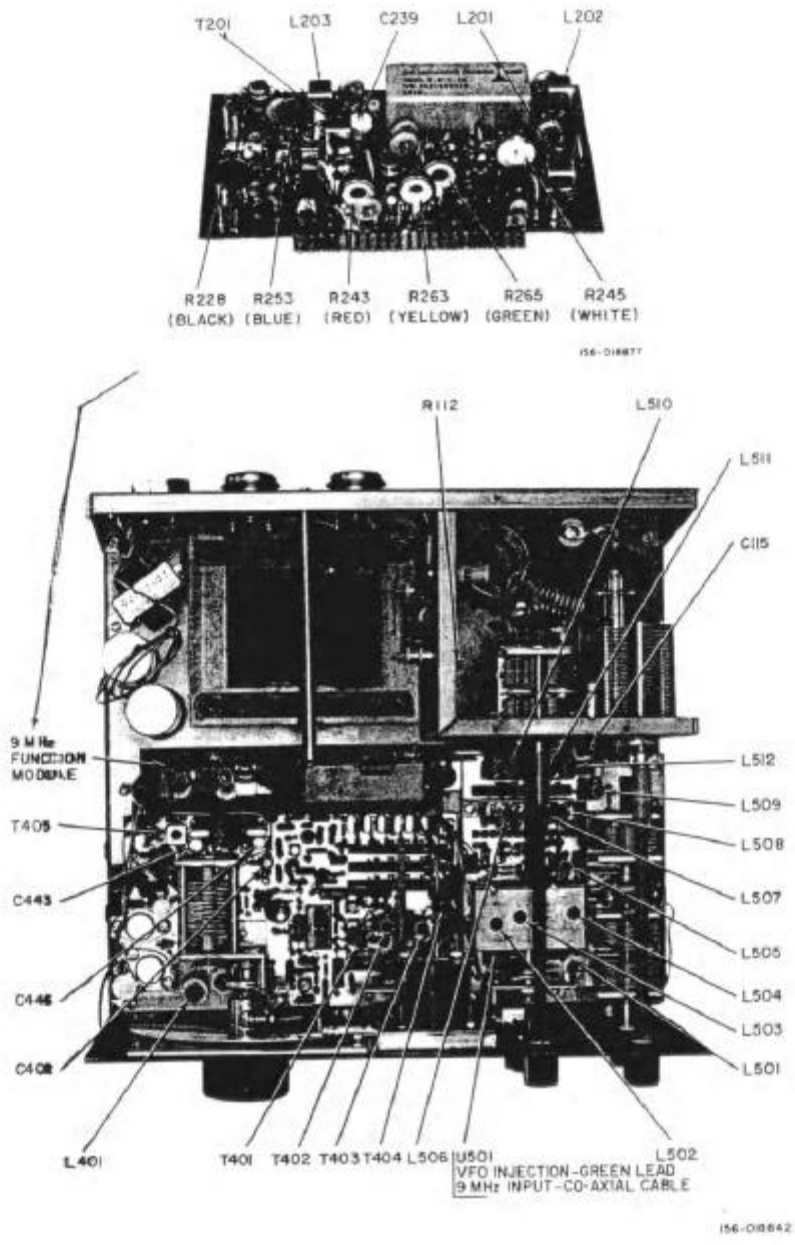 T201
L203
C239
L201
L202
R228
(BLACK)
R253
(BLUE)
R243
(RED)
R263
(YELLOW)
R265
(GREEN)
R245
(WHITE)
156-018877
R112
L510
L511
C115
9 MHz
FUNCTION
MODULE
T405
C443
C446
C402
L401
L512
L509
L508
L507
L505
L504
L503
L501
T401
T402
T403
T404
L506
U501
VFO INJECTION-GREEN LEAD
9 MHz INPUT-CO-AXIAL CABLE
L502
156-018842